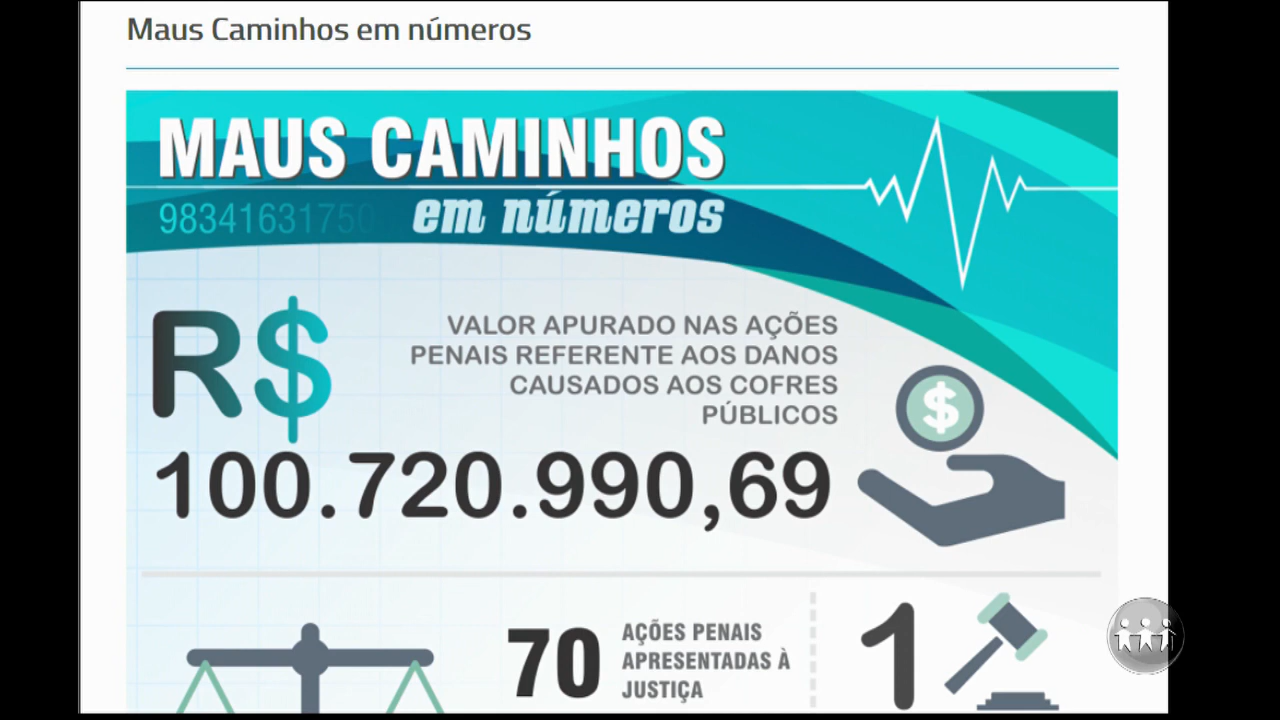 Maus Caminhos em números
MAUS CAMINHOS
98341631750 em números
R$
VALOR APURADO NAS AÇÕES
PENAIS REFERENTE AOS DANOS
CAUSADOS AOS COFRES
PÚBLICOS
$
100.720.990,69
70
AÇÕES PENAIS
APRESENTADAS À
JUSTIÇA
1